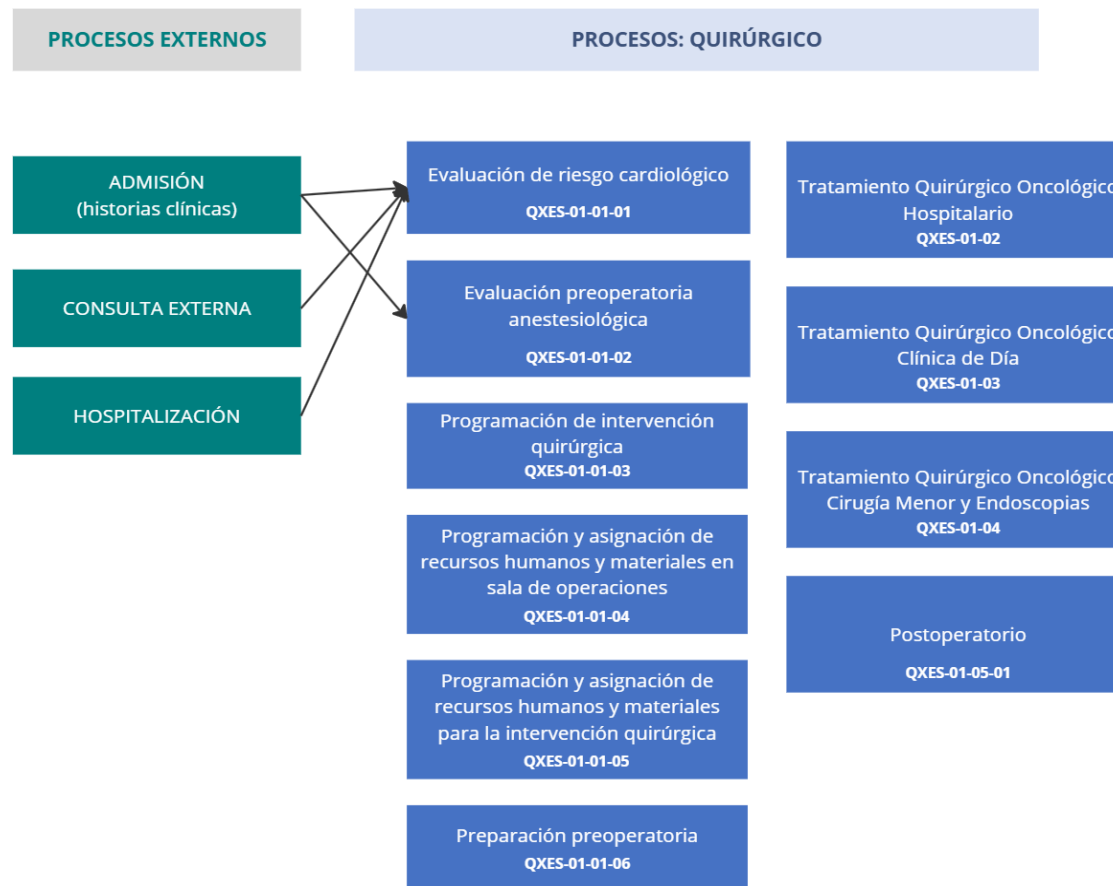 PROCESOS EXTERNOS
PROCESOS: QUIRÚRGICO
ADMISIÓN
(historias clínicas)
CONSULTA EXTERNA
HOSPITALIZACIÓN
Evaluación de riesgo cardiológico
QXES-01-01-01
Evaluación preoperatoria
anestesiológica
QXES-01-01-02
Programación de intervención
quirúrgica
QXES-01-01-03
Programación y asignación de
recursos humanos y materiales en
sala de operaciones
QXES-01-01-04
Programación y asignación de
recursos humanos y materiales
para la intervención quirúrgica
QXES-01-01-05
Preparación preoperatoria
QXES-01-01-06
Tratamiento Quirúrgico Oncológico
Hospitalario
QXES-01-02
Tratamiento Quirúrgico Oncológico
Clínica de Día
QXES-01-03
Tratamiento Quirúrgico Oncológico
Cirugía Menor y Endoscopias
QXES-01-04
Postoperatorio
QXES-01-05-01